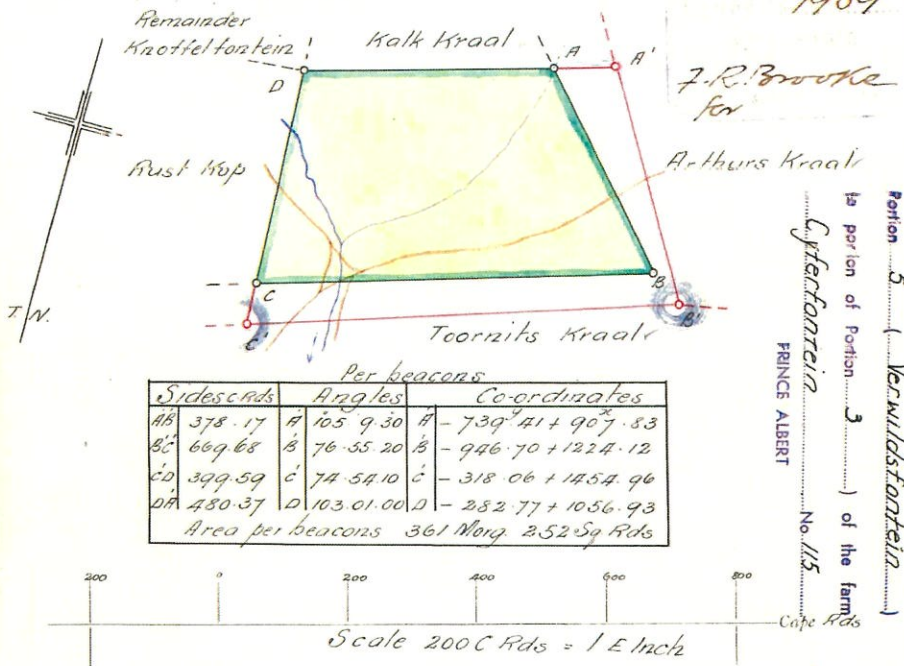 1909
Remainder
Knoffelfontein
Kalk Kraal
A
A'
D
F.R. Brooke
for
Rust Kop
Arthurs Kraal
C
B
T. N.
C'
B'
Toornits Kraal
Per beacons
Sides C Rds Angles Co-ordinates
y x
A'B' 378.17 A' 105 9.30 A' - 739.41 + 907.83
B'C' 669.68 B' 76.55.20 B' - 946.70 + 1224.12
C'D 399.59 C' 74.54.10 C' - 318.06 + 1454.96
DA' 480.37 D 103.01.00 D - 282.77 + 1056.93
Area per beacons 361 Morg. 252 Sq Rds
200 0 200 400 600 800
Cape Rds
Scale 200 C Rds = 1 E Inch
Portion 5 ( Verwildsfontein )
to portion of Portion 3 ) of the farm
Cyferfontein No. 115
PRINCE ALBERT